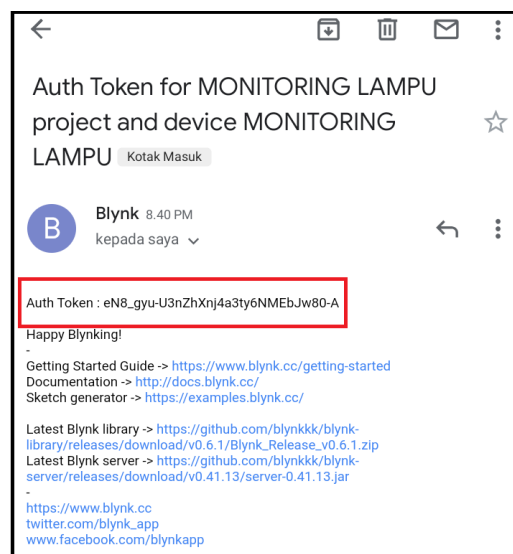 Auth Token for MONITORING LAMPU
project and device MONITORING
LAMPU Kotak Masuk
B
Blynk 8.40 PM
kepada saya
Auth Token : eN8_gyu-U3nZhXnj4a3ty6NMEbJw80-A
Happy Blynking!
-
Getting Started Guide -> https://www.blynk.cc/getting-started
Documentation -> http://docs.blynk.cc/
Sketch generator -> https://examples.blynk.cc/
Latest Blynk library -> https://github.com/blynkkk/blynk-
library/releases/download/v0.6.1/Blynk_Release_v0.6.1.zip
Latest Blynk server -> https://github.com/blynkkk/blynk-
server/releases/download/v0.41.13/server-0.41.13.jar
-
https://www.blynk.cc
twitter.com/blynk_app
www.facebook.com/blynkapp